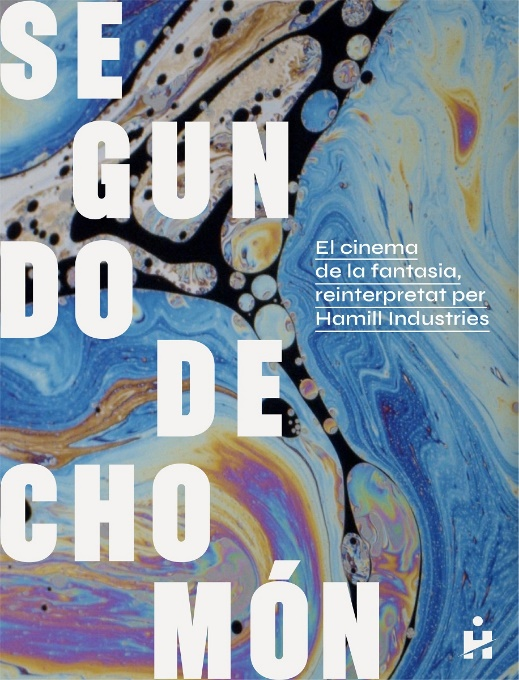 SE
GUN
DO
DE
CHO
MÓN
El cinema
de la fantasia,
reinterpretat per
Hamill Industries